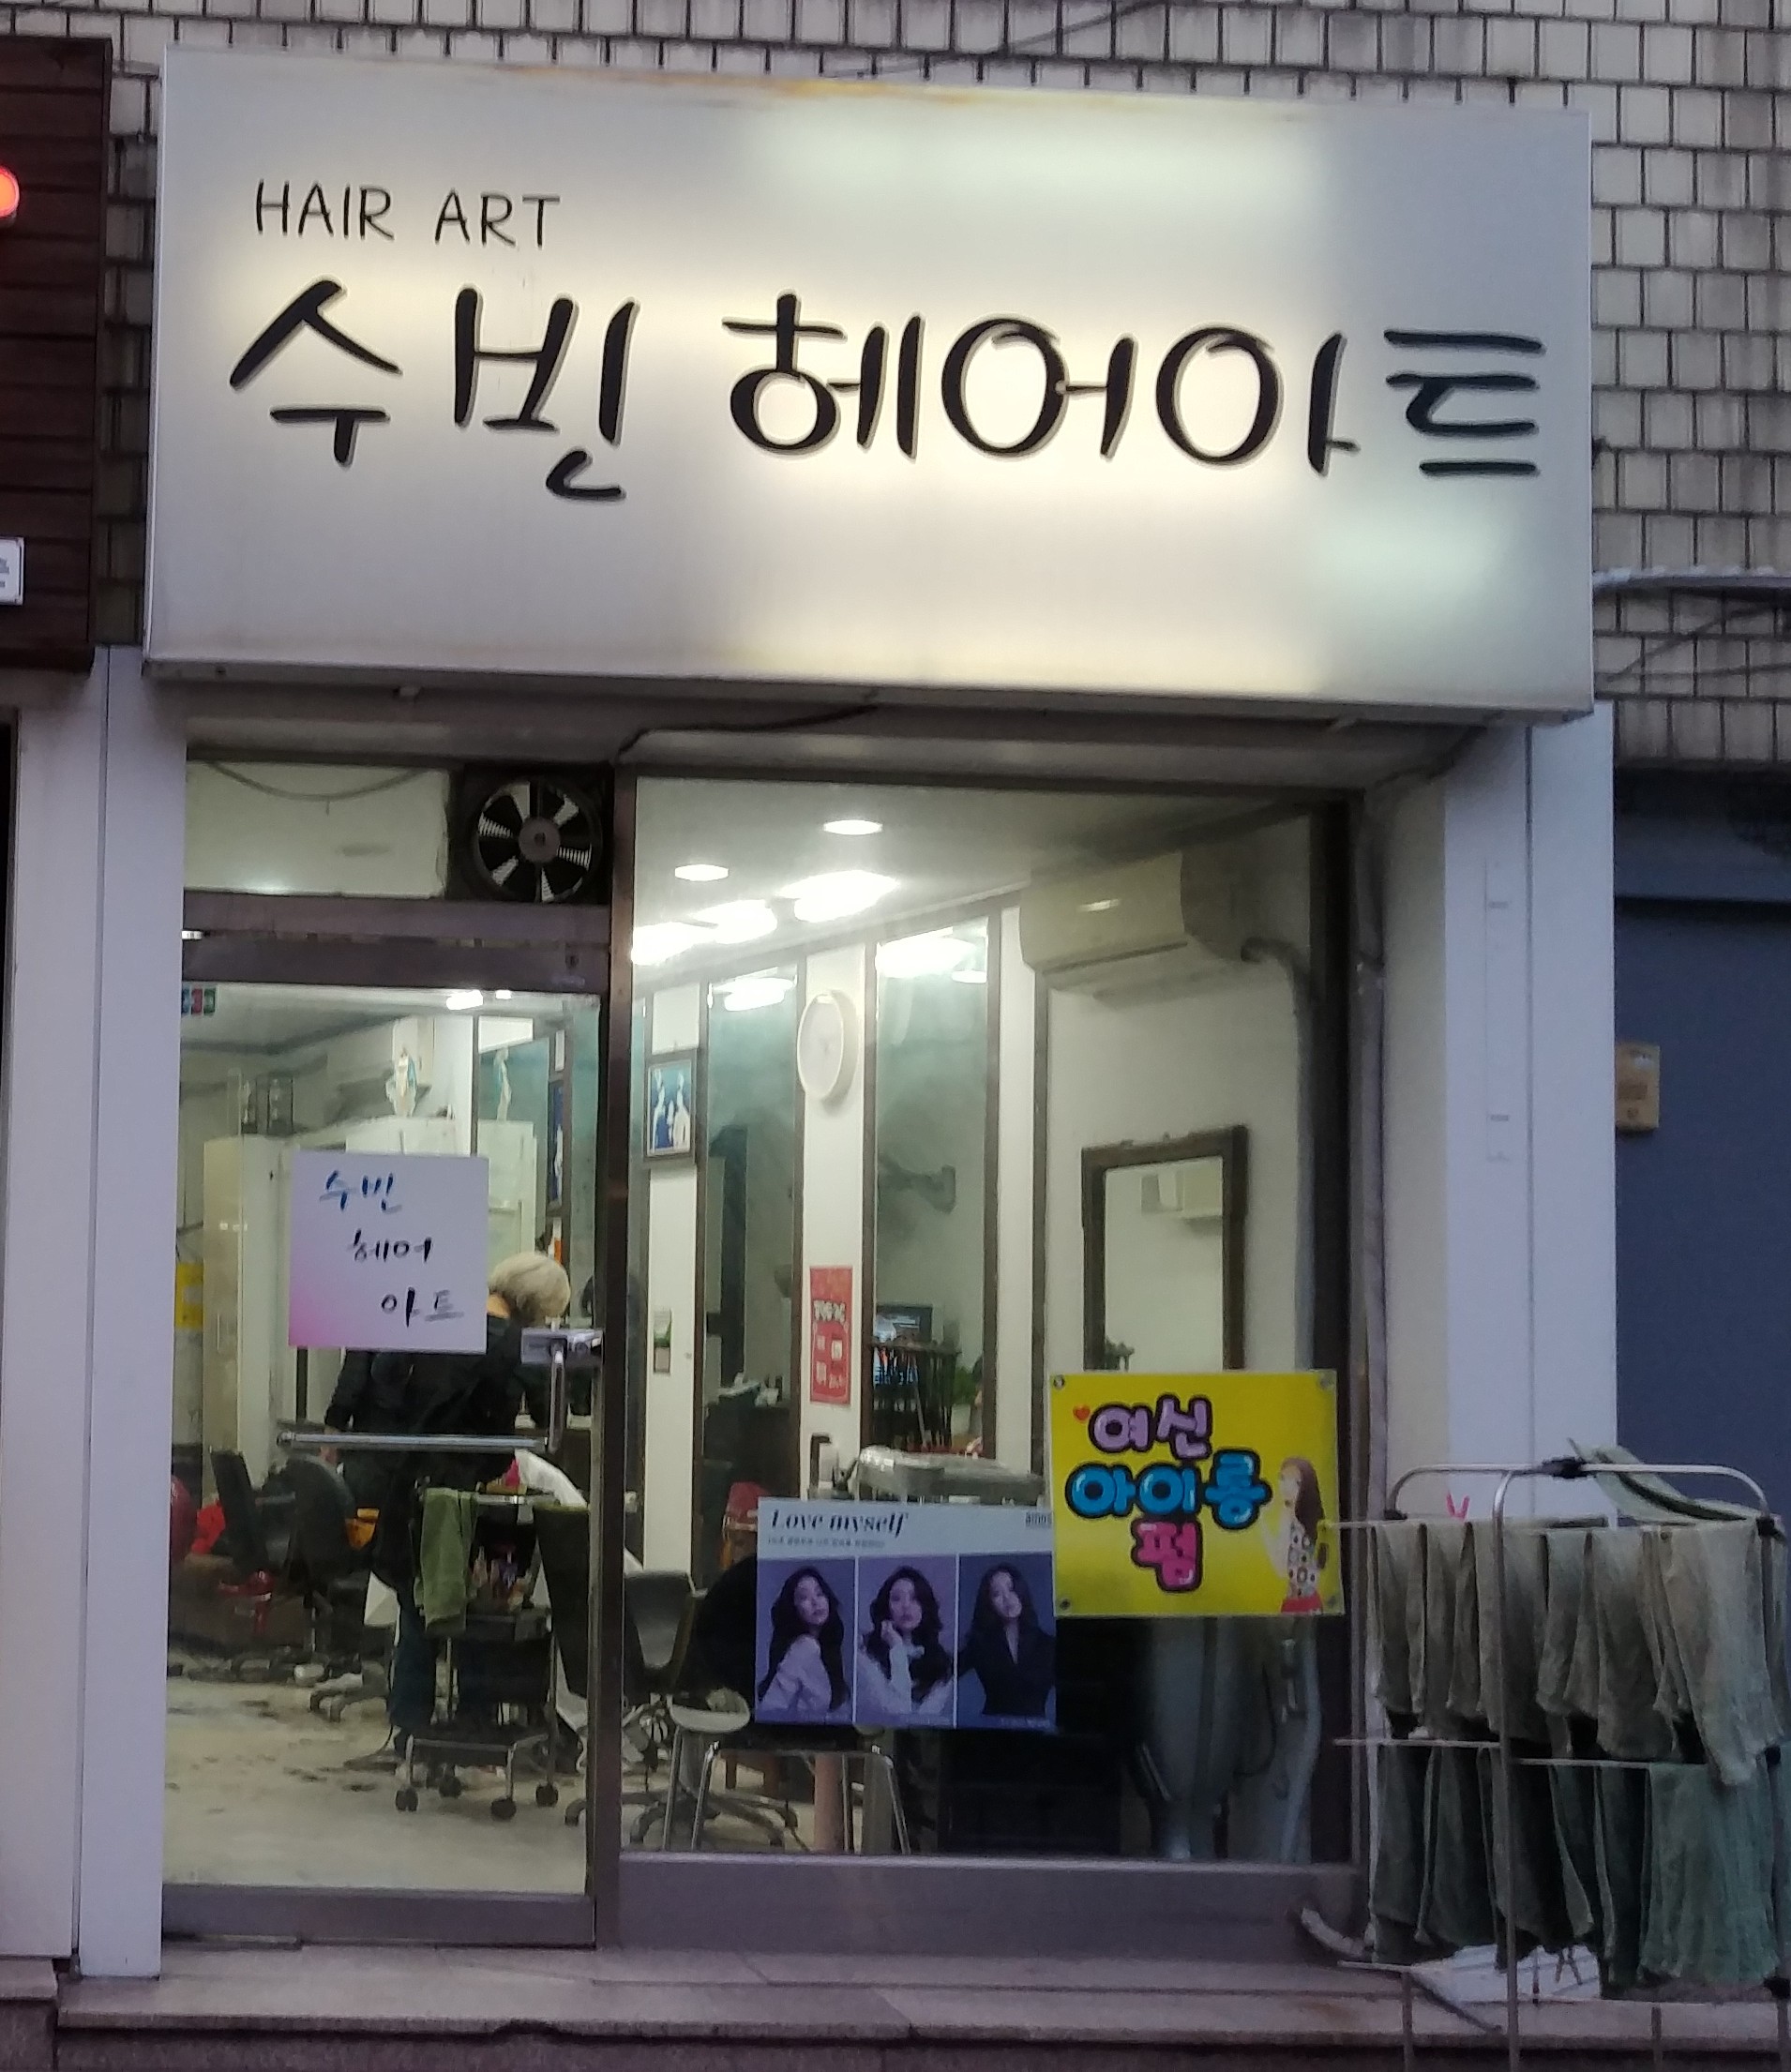 HAIR ART
수빈 헤어아트
수빈
헤어
아트
여신
아이롱
펌
Love myself
amos